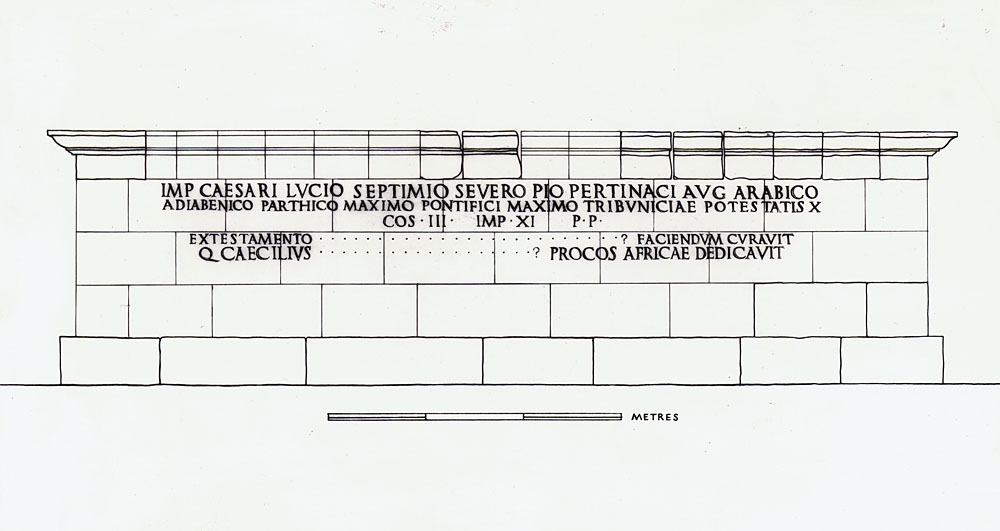 IMP CAESARI LVCIO SEPTIMIO SEVERO PIO PERTINACI AVG ARABICO
ADIABENICO PARTHICO MAXIMO PONTIFICI MAXIMO TRIBVNICIAE POTESTATIS X
COS · III · IMP · XI P · P ·
EXTESTAMENTO . . . . . . . . . . . . . . . . . . . . . . . . . . . . . . . . . ? FACIENDVM CVRAVIT
Q CAECILIVS . . . . . . . . . . . . . . . . . . . . . . . ? PROCOS AFRICAE DEDICAVIT
METRES